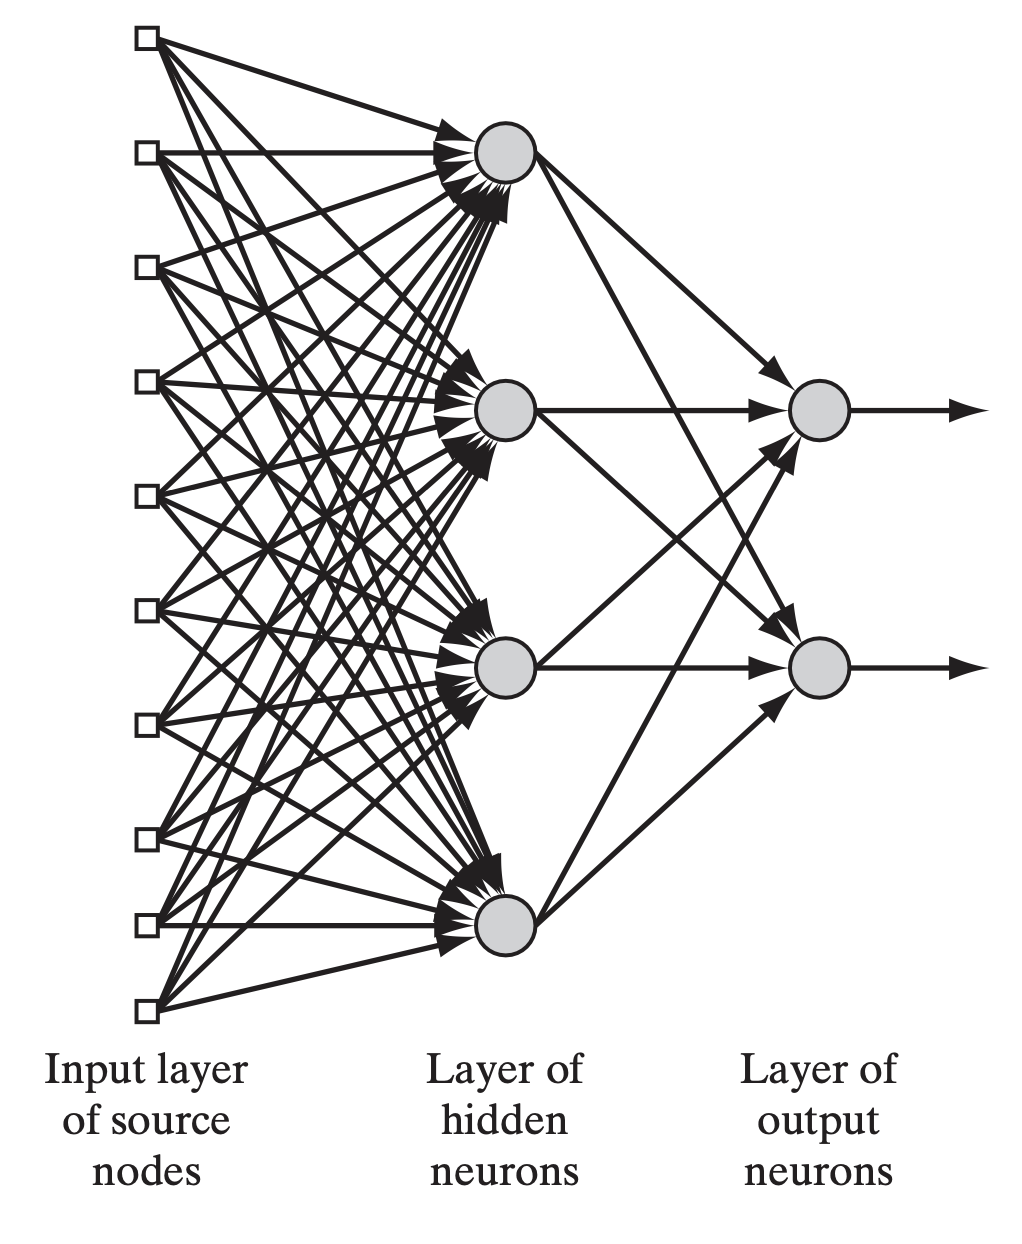 Input layer
of source
nodes
Layer of
hidden
neurons
Layer of
output
neurons